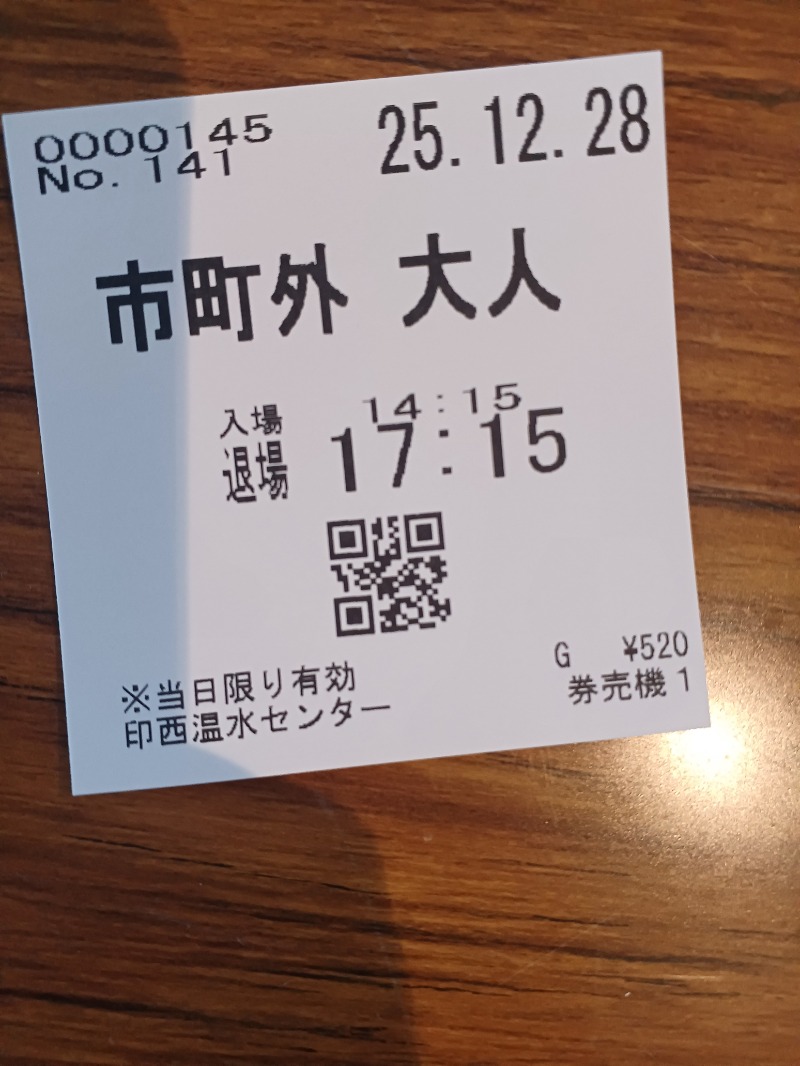 0000145
No. 141
25.12.28
市町外 大人
入場 14:15
退場 17:15
G ¥520
※当日限り有効 券売機1
印西温水センター